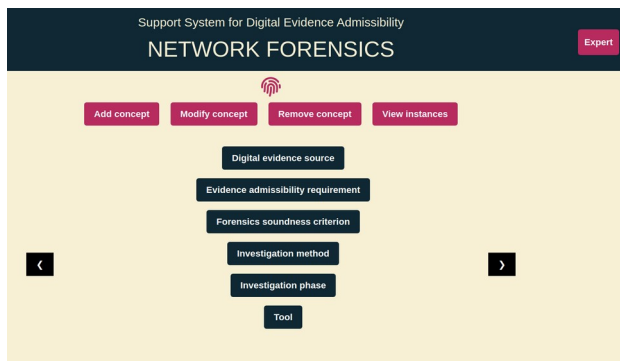 Support System for Digital Evidence Admissibility
NETWORK FORENSICS
Expert
Add concept Modify concept Remove concept View instances
Digital evidence source
Evidence admissibility requirement
Forensics soundness criterion
Investigation method
❮ ❯
Investigation phase
Tool